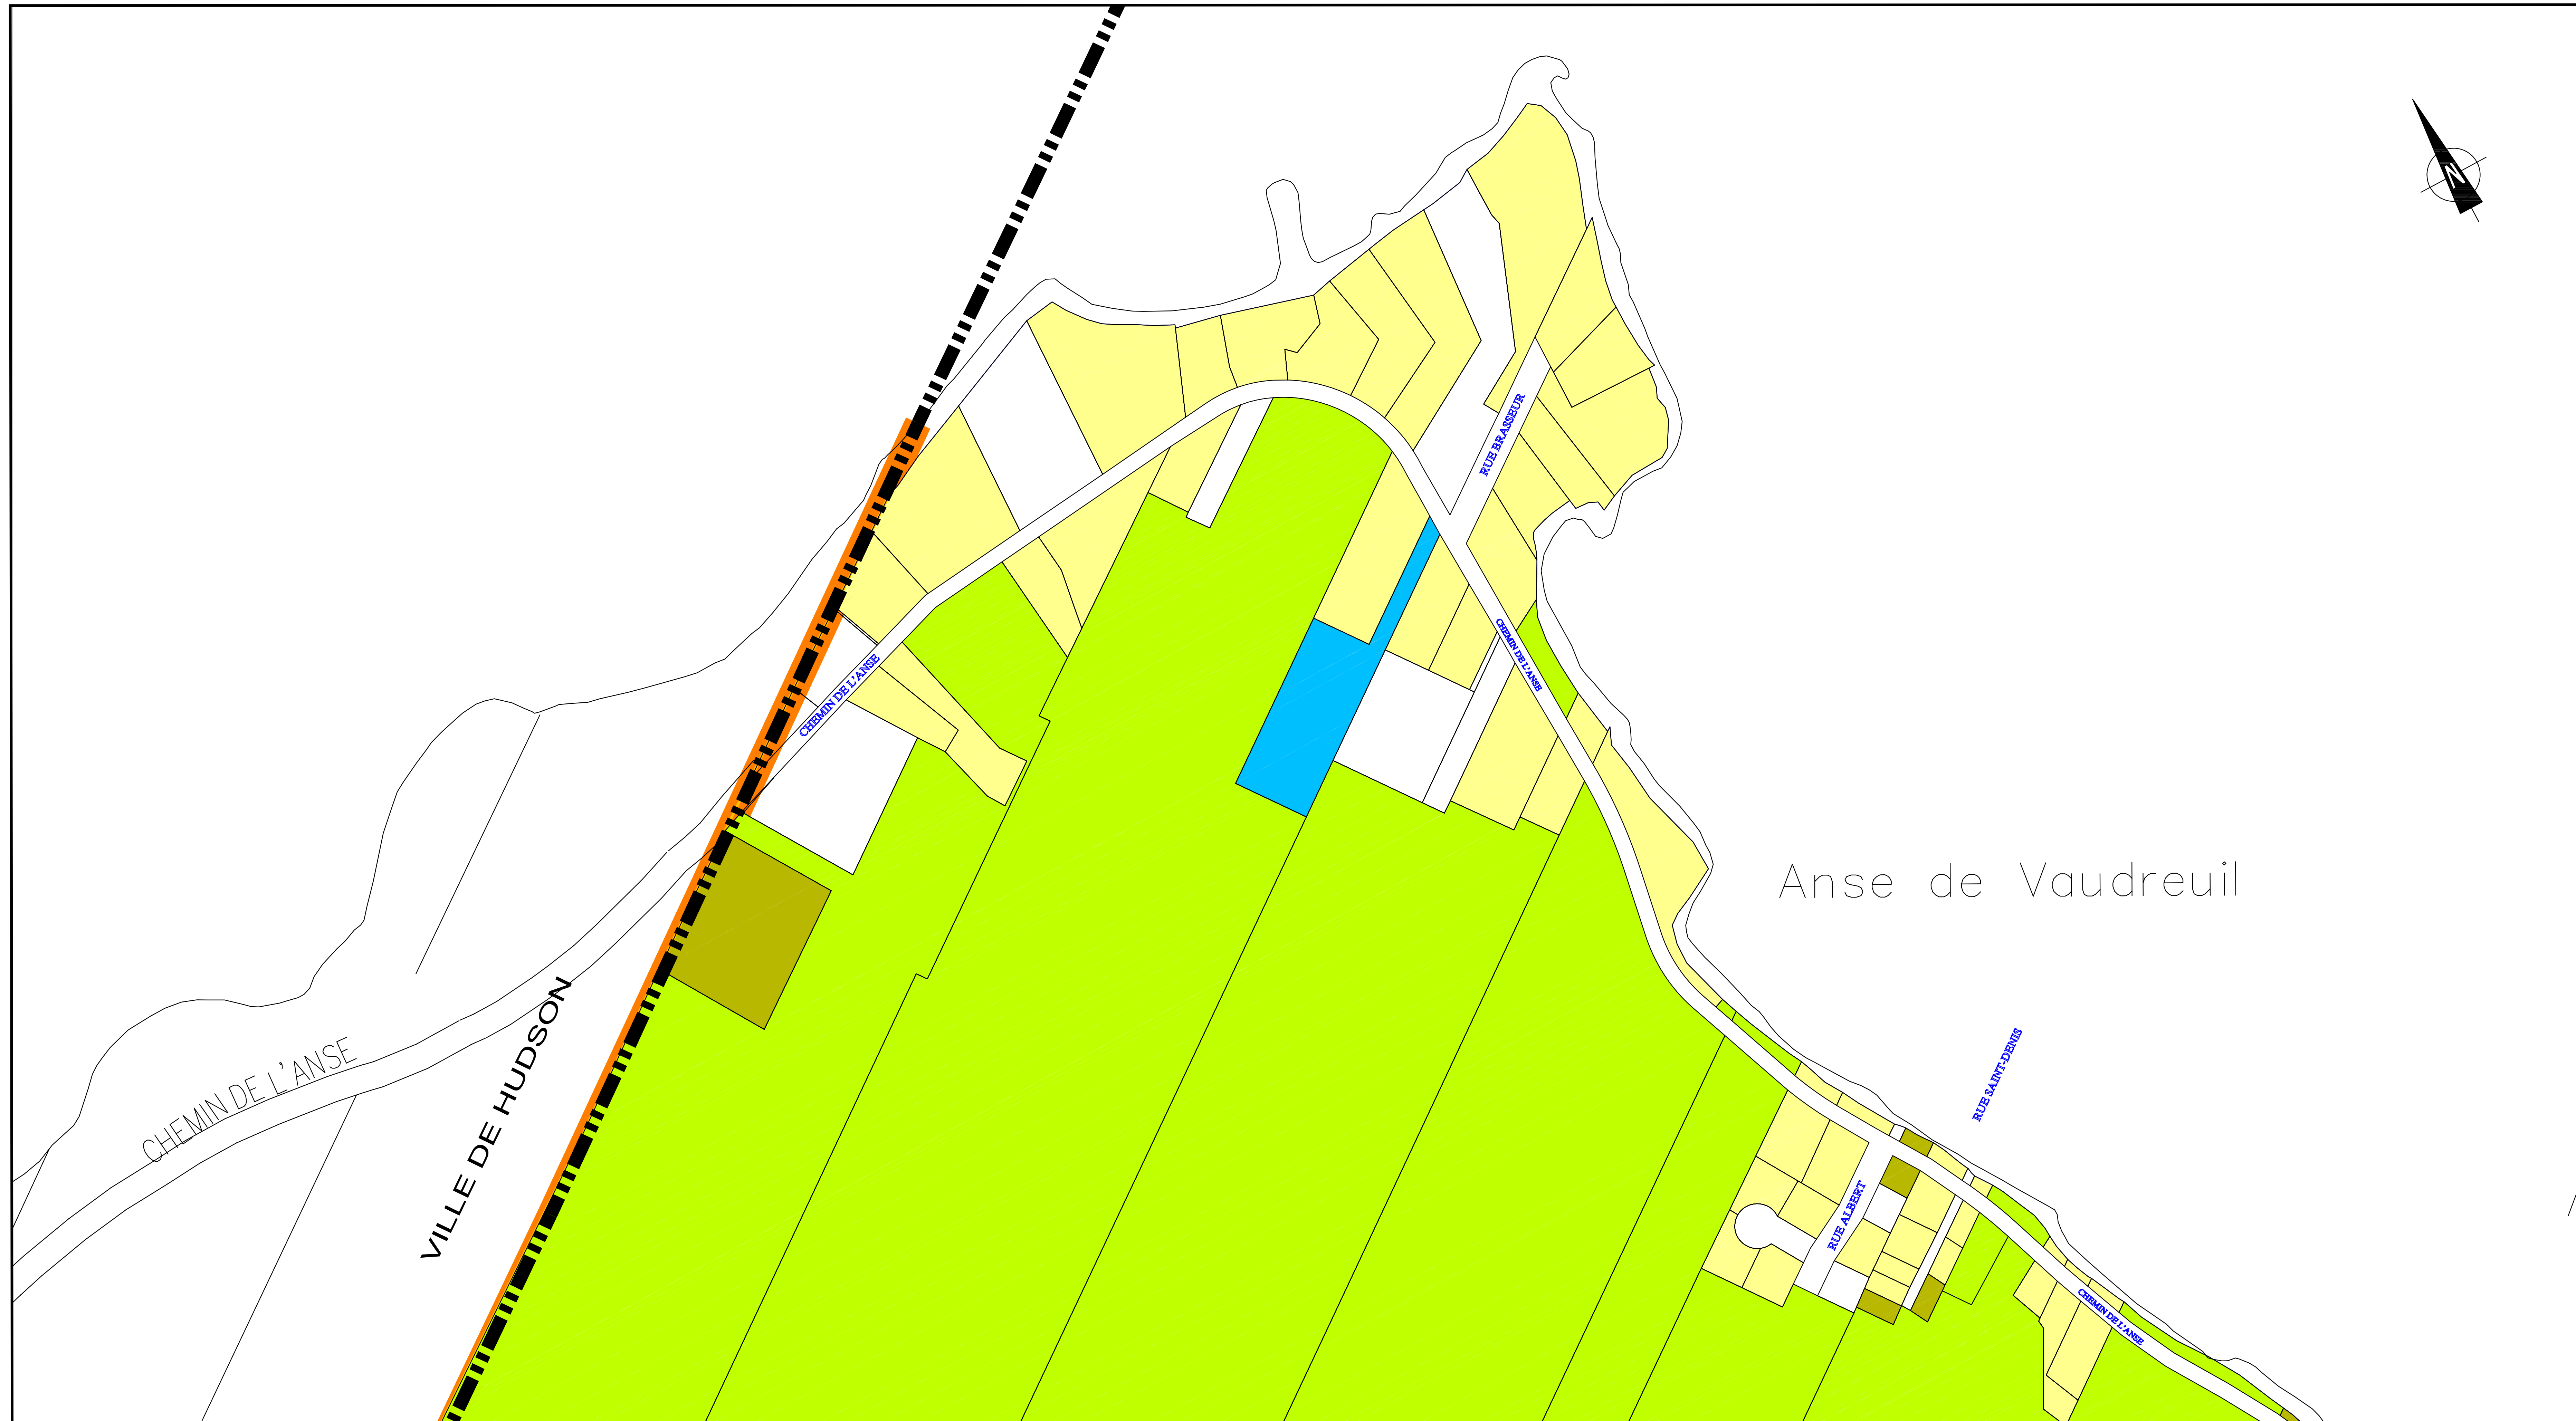 N
RUE BRASSEUR
CHEMIN DE L'ANSE
CHEMIN DE L'ANSE
Anse de Vaudreuil
CHEMIN DE L'ANSE
VILLE DE HUDSON
RUE SAINT-DENIS
RUE ALBERT
CHEMIN DE L'ANSE